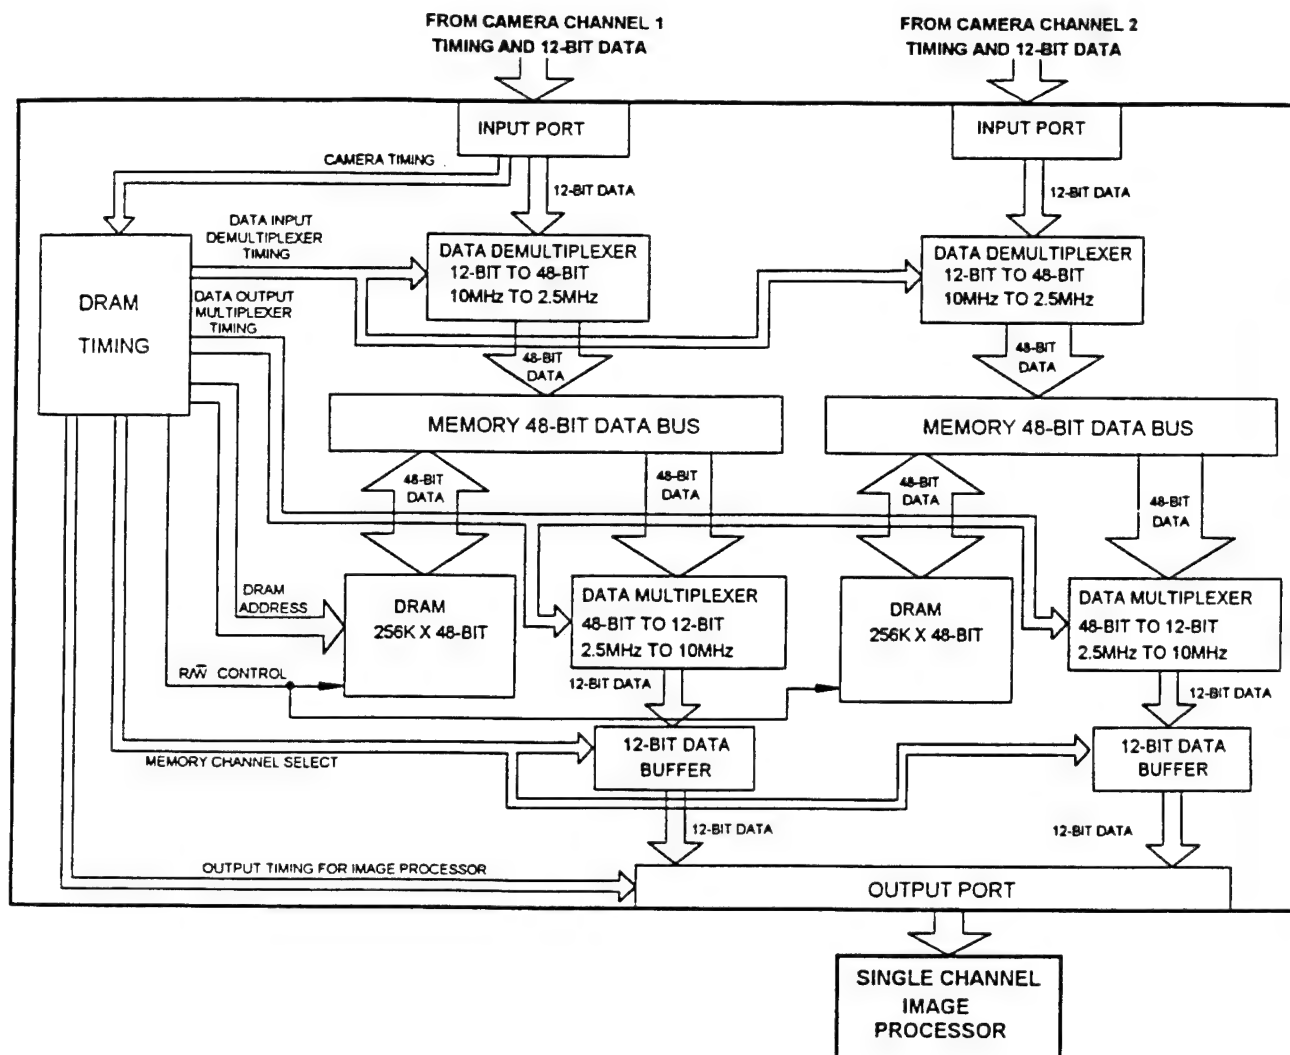 FROM CAMERA CHANNEL 1
TIMING AND 12-BIT DATA
FROM CAMERA CHANNEL 2
TIMING AND 12-BIT DATA
INPUT PORT
INPUT PORT
CAMERA TIMING
12-BIT DATA
12-BIT DATA
DATA INPUT
DEMULTIPLEXER
TIMING
DATA DEMULTIPLEXER
12-BIT TO 48-BIT
10MHz TO 2.5MHz
DATA DEMULTIPLEXER
12-BIT TO 48-BIT
10MHz TO 2.5MHz
DRAM
TIMING
DATA OUTPUT
MULTIPLEXER
TIMING
48-BIT
DATA
48-BIT
DATA
MEMORY 48-BIT DATA BUS
MEMORY 48-BIT DATA BUS
48-BIT
DATA
48-BIT
DATA
48-BIT
DATA
48-BIT
DATA
DRAM
ADDRESS
DRAM
256K X 48-BIT
DATA MULTIPLEXER
48-BIT TO 12-BIT
2.5MHz TO 10MHz
DRAM
256K X 48-BIT
DATA MULTIPLEXER
48-BIT TO 12-BIT
2.5MHz TO 10MHz
R/W̅ CONTROL
12-BIT DATA
12-BIT DATA
MEMORY CHANNEL SELECT
12-BIT DATA
BUFFER
12-BIT DATA
BUFFER
12-BIT DATA
12-BIT DATA
OUTPUT TIMING FOR IMAGE PROCESSOR
OUTPUT PORT
SINGLE CHANNEL
IMAGE
PROCESSOR